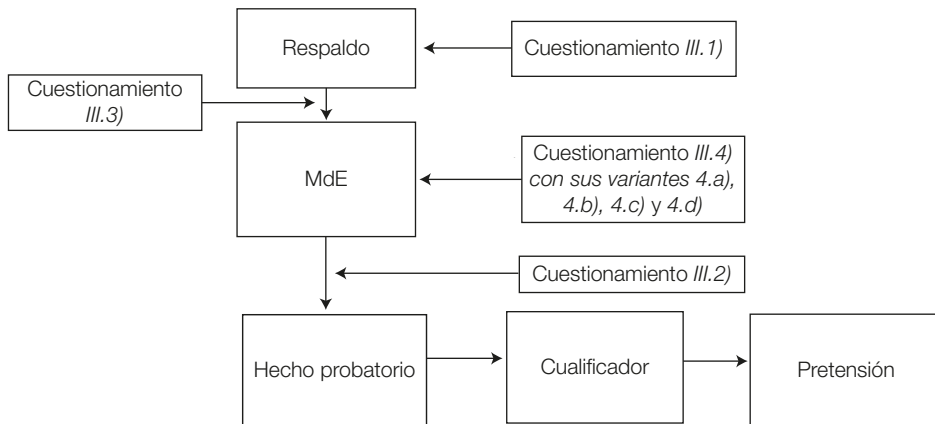 Respaldo
Cuestionamiento III.1)
Cuestionamiento
III.3)
MdE
Cuestionamiento III.4)
con sus variantes 4.a),
4.b), 4.c) y 4.d)
Cuestionamiento III.2)
Hecho probatorio
Cualificador
Pretensión